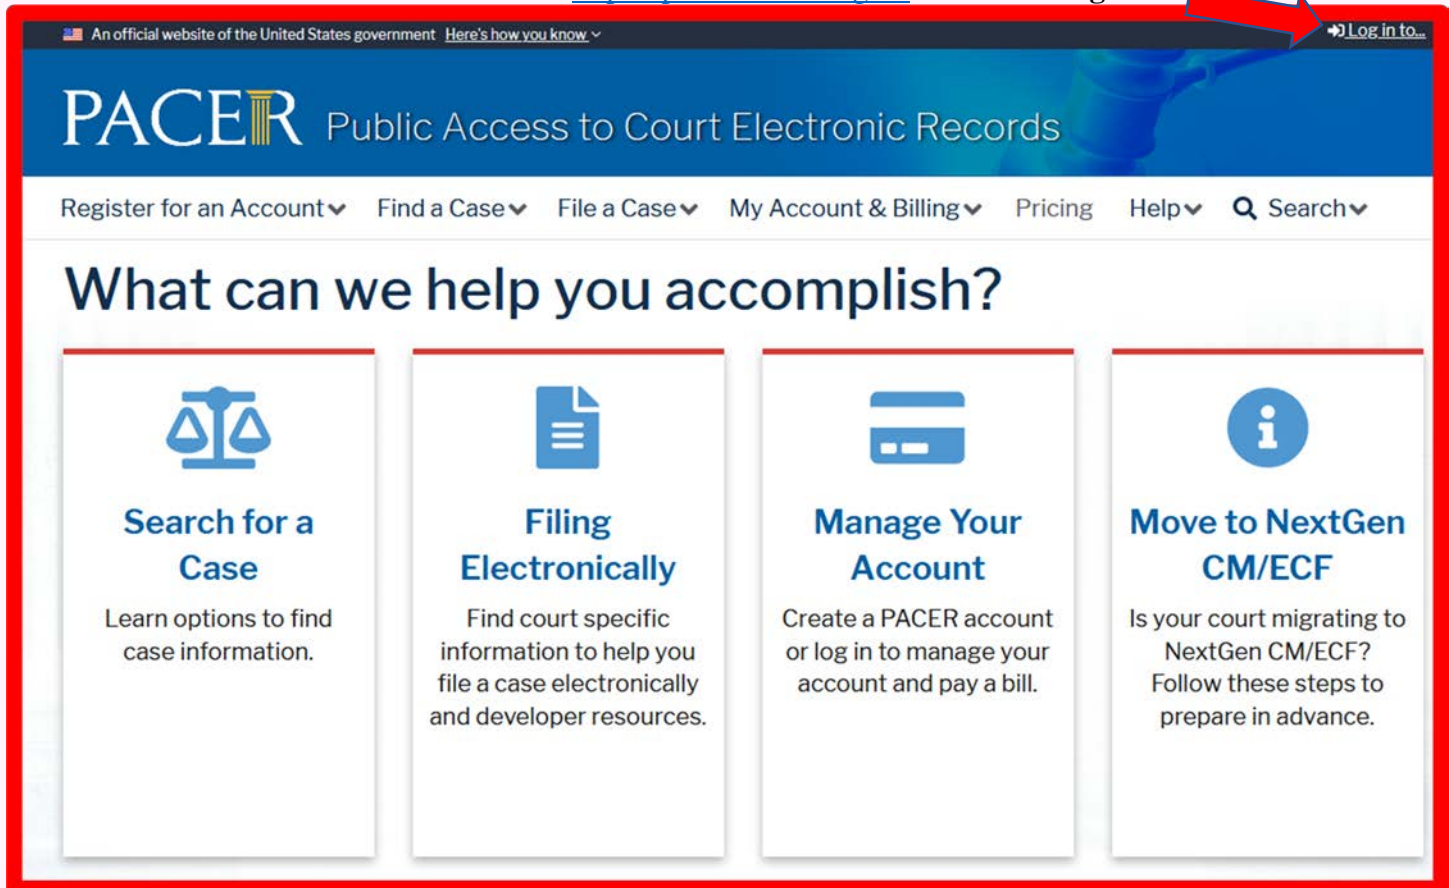 An official website of the United States government Here's how you know
Log in to...
PACER Public Access to Court Electronic Records
Register for an Account Find a Case File a Case My Account & Billing Pricing Help Search
What can we help you accomplish?
Search for a
Case
Learn options to find
case information.
Filing
Electronically
Find court specific
information to help you
file a case electronically
and developer resources.
Manage Your
Account
Create a PACER account
or log in to manage your
account and pay a bill.
Move to NextGen
CM/ECF
Is your court migrating to
NextGen CM/ECF?
Follow these steps to
prepare in advance.